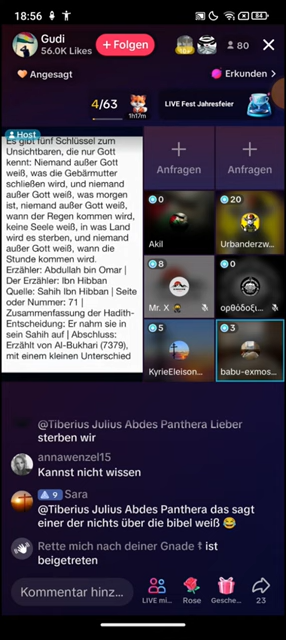 18:56
84
Gudi
56.0K Likes
+ Folgen
80
Angesagt
Erkunden >
4/63
1h17m
LIVE Fest Jahresfeier
Host
Es gibt fünf Schlüssel zum
Unsichtbaren, die nur Gott
kennt: Niemand außer Gott
weiß, was die Gebärmutter
schließen wird, und niemand
außer Gott weiß, was morgen
ist, niemand außer Gott weiß,
wann der Regen kommen wird,
keine Seele weiß, in was Land
wird es sterben, und niemand
außer Gott weiß, wann die
Stunde kommen wird.
Erzähler: Abdullah bin Omar |
Der Erzähler: Ibn Hibban
Quelle: Sahih Ibn Hibban | Seite
oder Nummer: 71 |
Zusammenfassung der Hadith-
Entscheidung: Er nahm sie in
sein Sahih auf | Abschluss:
Erzählt von Al-Bukhari (7379),
mit einem kleinen Unterschied
+ Anfragen
+ Anfragen
0
Akil
20
Urbanderzw...
8
Mr. X
0
ορθόδοξι...
5
KyrieEleison...
3
babu-exmos...
@Tiberius Julius Abdes Panthera Lieber
sterben wir
annawenzel15
Kannst nicht wissen
9 Sara
@Tiberius Julius Abdes Panthera das sagt
einer der nichts über die bibel weiß 😂
Rette mich nach deiner Gnade ☦ ist
beigetreten
Kommentar hinz...
LIVE mi...
Rose
Gesche...
23